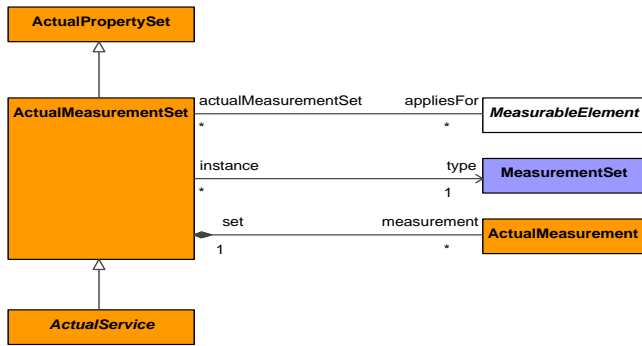 ActualPropertySet
ActualMeasurementSet
actualMeasurementSet appliesFor
* *
MeasurableElement
instance type
* 1
MeasurementSet
set measurement
1 *
ActualMeasurement
ActualService